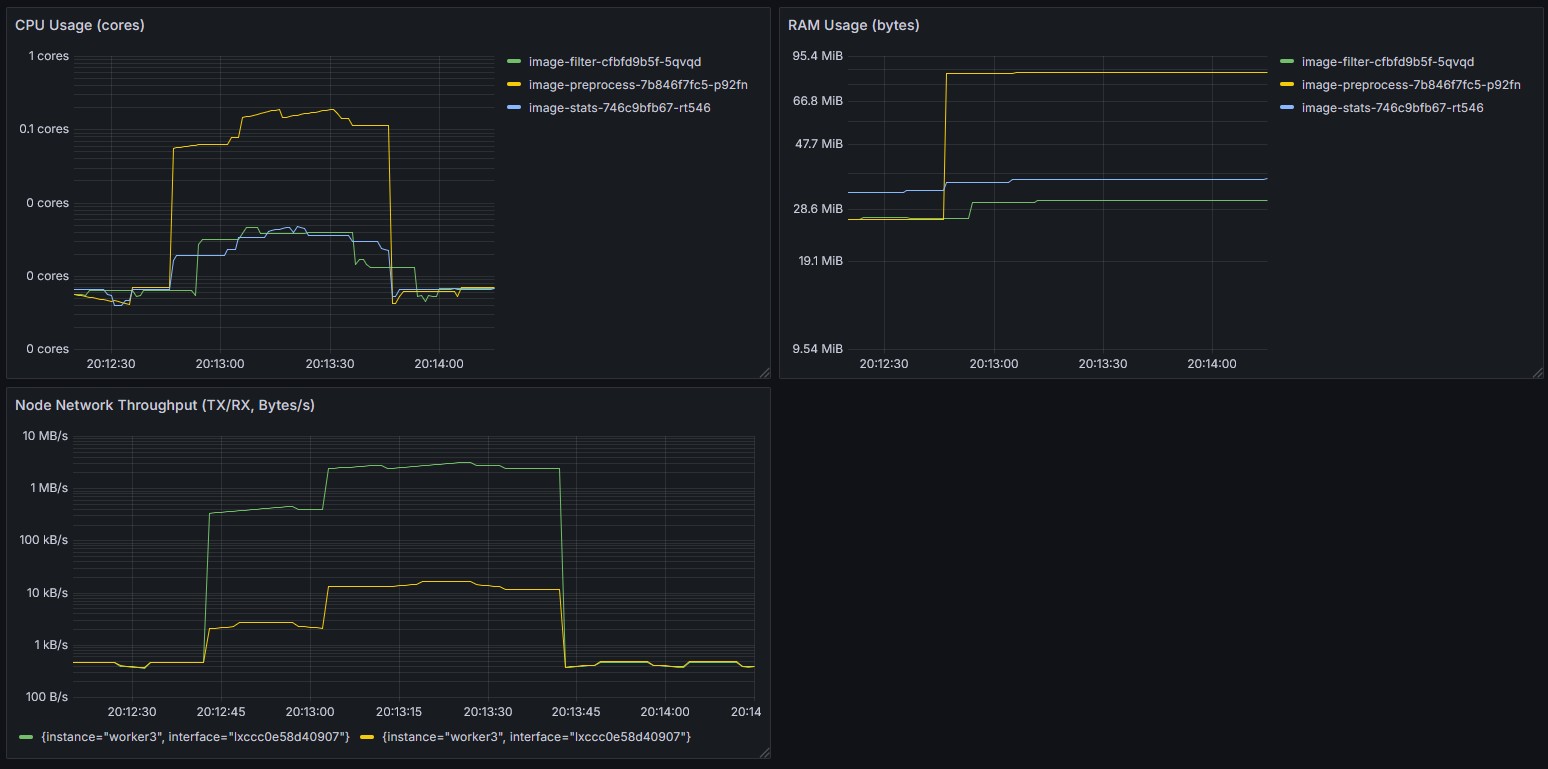 CPU Usage (cores)
1 cores
0.1 cores
0 cores
0 cores
0 cores
20:12:30 20:13:00 20:13:30 20:14:00
image-filter-cfbfd9b5f-5qvqd
image-preprocess-7b846f7fc5-p92fn
image-stats-746c9bfb67-rt546
RAM Usage (bytes)
95.4 MiB
66.8 MiB
47.7 MiB
28.6 MiB
19.1 MiB
9.54 MiB
20:12:30 20:13:00 20:13:30 20:14:00
image-filter-cfbfd9b5f-5qvqd
image-preprocess-7b846f7fc5-p92fn
image-stats-746c9bfb67-rt546
Node Network Throughput (TX/RX, Bytes/s)
10 MB/s
1 MB/s
100 kB/s
10 kB/s
1 kB/s
100 B/s
20:12:30 20:12:45 20:13:00 20:13:15 20:13:30 20:13:45 20:14:00 20:14
{instance="worker3", interface="lxccc0e58d40907"} {instance="worker3", interface="lxccc0e58d40907"}